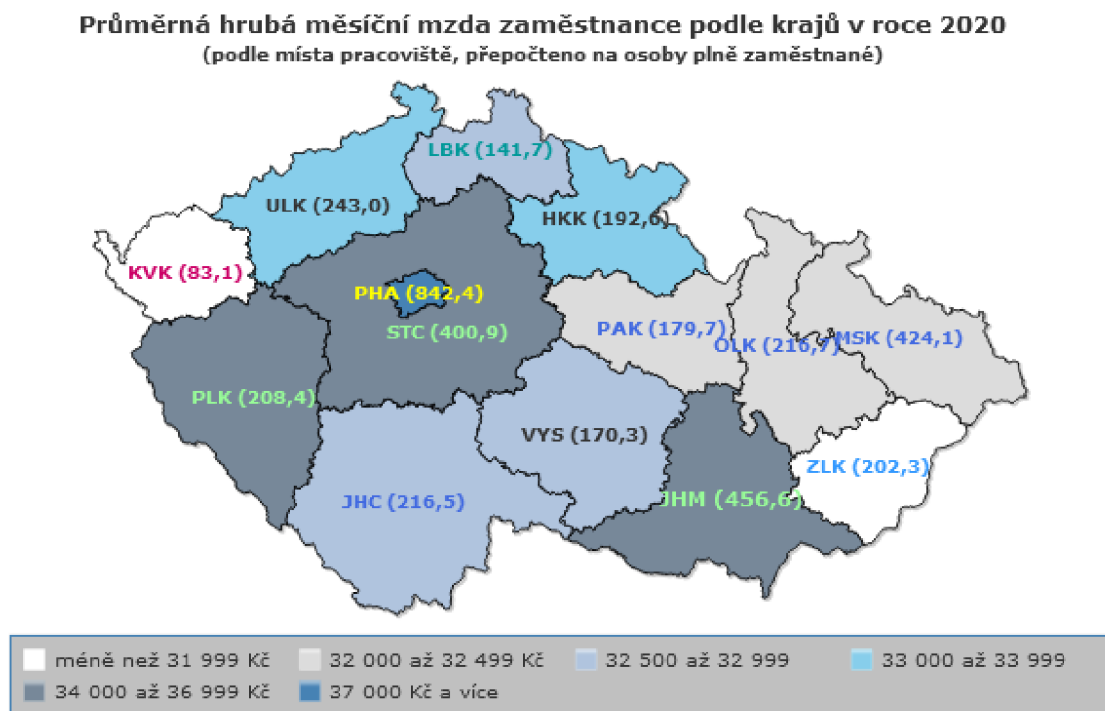 Průměrná hrubá měsíční mzda zaměstnance podle krajů v roce 2020
(podle místa pracoviště, přepočteno na osoby plně zaměstnané)
LBK (141,7)
ULK (243,0)
HKK (192,6)
KVK (83,1)
PHA (842,4)
STC (400,9)
PAK (179,7)
OLK (216,7)
MSK (424,1)
PLK (208,4)
VYS (170,3)
ZLK (202,3)
JHC (216,5)
JHM (456,6)
méně než 31 999 Kč 32 000 až 32 499 Kč 32 500 až 32 999 33 000 až 33 999
34 000 až 36 999 Kč 37 000 Kč a více